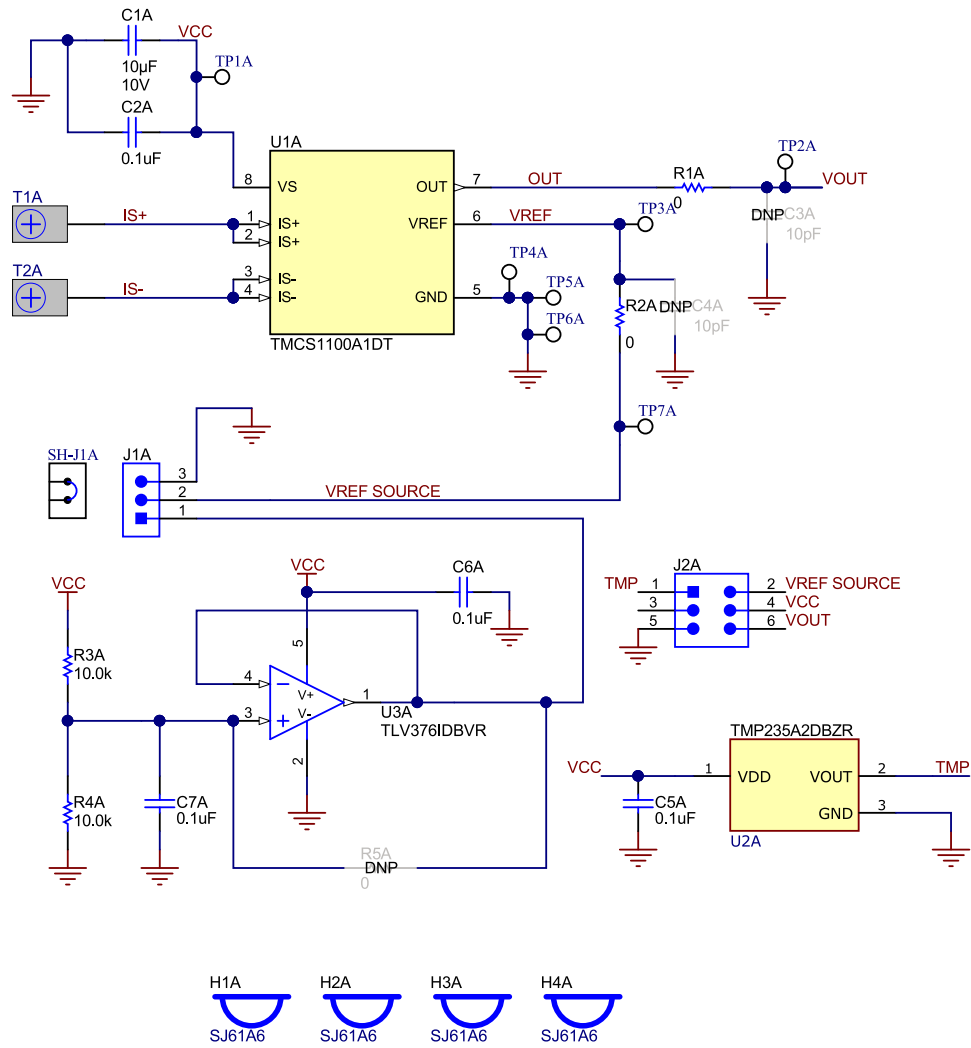 C1A
VCC
10µF
10V
TP1A
C2A
0.1uF
U1A
8 VS
OUT 7 OUT
R1A
0
TP2A
VOUT
DNP C3A
10pF
T1A
IS+
1 IS+
2 IS+
VREF 6 VREF
TP3A
T2A
IS-
3 IS-
4 IS-
GND 5
TP4A
TP5A
TP6A
R2A
0
DNP C4A
10pF
TMCS1100A1DT
TP7A
SH-J1A
J1A
3
2
1
VREF SOURCE
VCC
R3A
10.0k
VCC
C6A
0.1uF
5
4
V+
V-
3
1
2
U3A
TLV376IDBVR
R4A
10.0k
C7A
0.1uF
R5A
DNP
0
J2A
TMP 1
3
5
2 VREF SOURCE
4 VCC
6 VOUT
TMP235A2DBZR
VCC
1 VDD
VOUT 2 TMP
GND 3
C5A
0.1uF
U2A
H1A
SJ61A6
H2A
SJ61A6
H3A
SJ61A6
H4A
SJ61A6